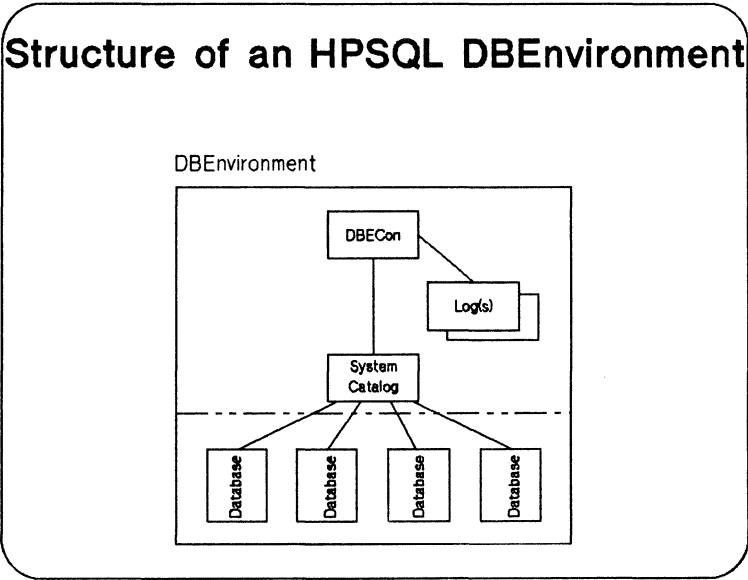 Structure of an HPSQL DBEnvironment
DBEnvironment
DBECon
Log(s)
System
Catalog
Database
Database
Database
Database